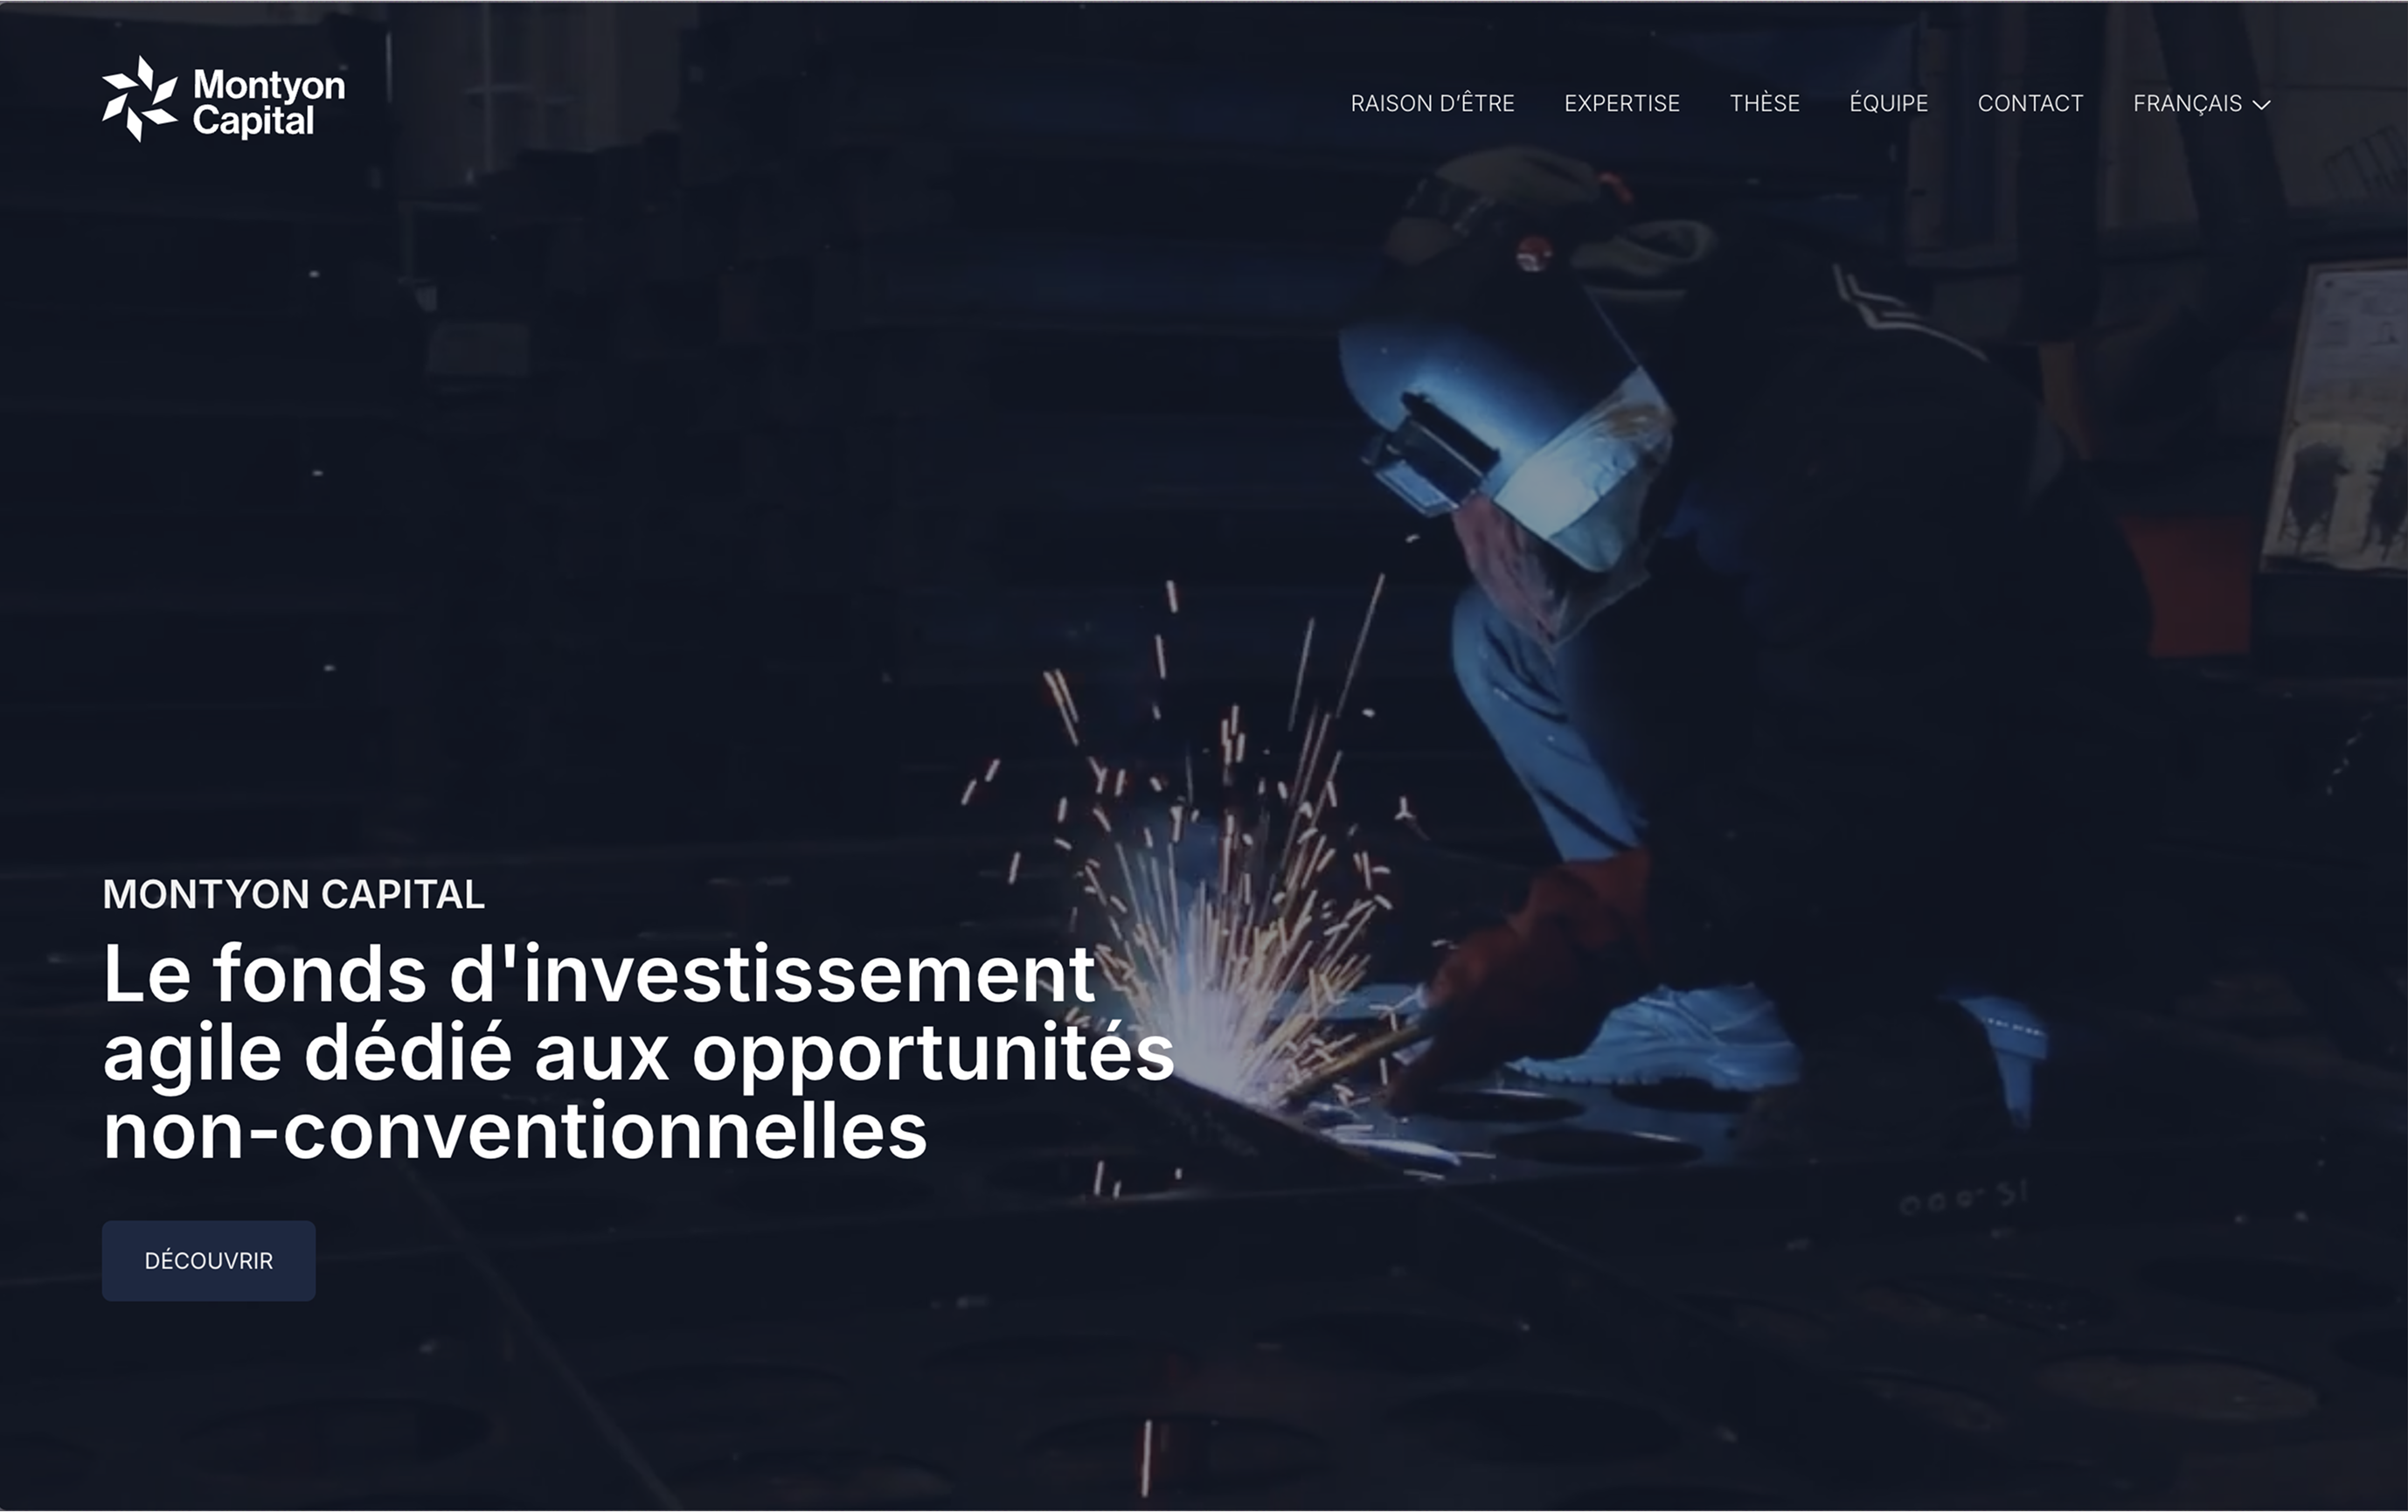 Montyon
Capital
RAISON D’ÊTRE EXPERTISE THÈSE ÉQUIPE CONTACT FRANÇAIS
MONTYON CAPITAL
Le fonds d'investissement
agile dédié aux opportunités
non-conventionnelles
DÉCOUVRIR